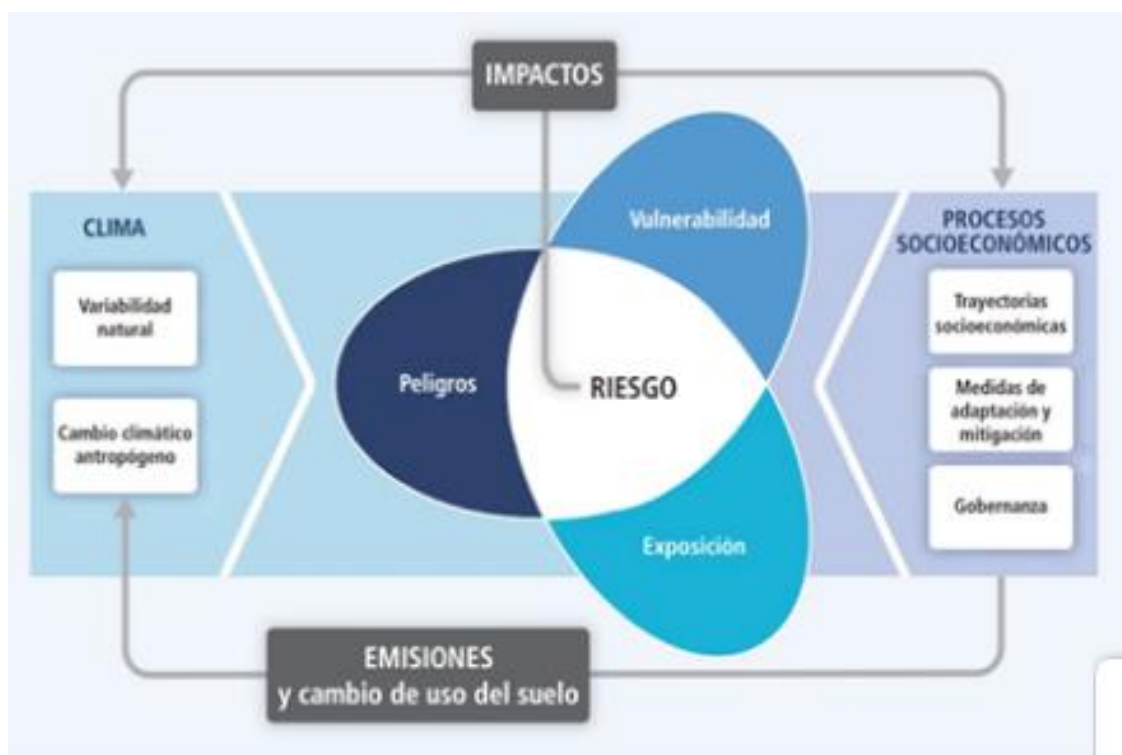 IMPACTOS
CLIMA
Variabilidad
natural
Cambio climático
antropógeno
Vulnerabilidad
Peligros
RIESGO
Exposición
PROCESOS
SOCIOECONÓMICOS
Trayectorias
socioeconómicas
Medidas de
adaptación y
mitigación
Gobernanza
EMISIONES
y cambio de uso del suelo